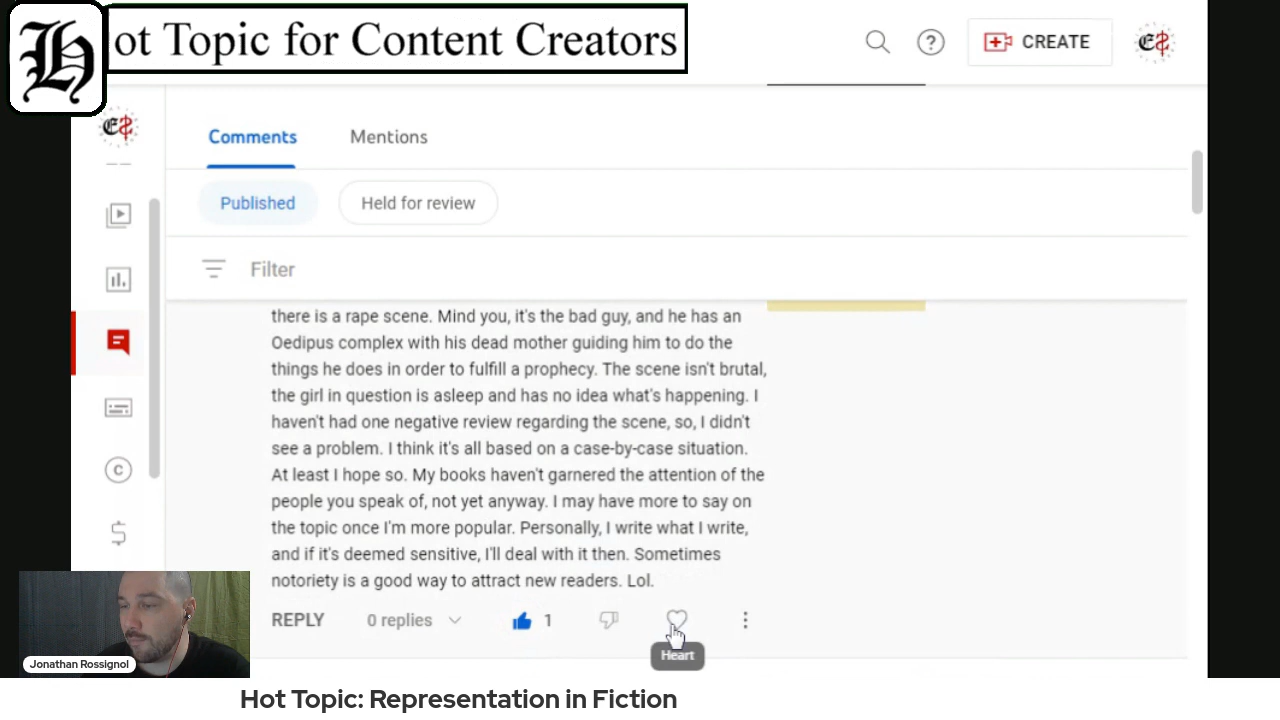 Hot Topic for Content Creators
CREATE
Comments
Mentions
Published
Held for review
Filter
there is a rape scene. Mind you, it's the bad guy, and he has an
Oedipus complex with his dead mother guiding him to do the
things he does in order to fulfill a prophecy. The scene isn't brutal,
the girl in question is asleep and has no idea what's happening. I
haven't had one negative review regarding the scene, so, I didn't
see a problem. I think it's all based on a case-by-case situation.
At least I hope so. My books haven't garnered the attention of the
people you speak of, not yet anyway. I may have more to say on
the topic once I'm more popular. Personally, I write what I write,
and if it's deemed sensitive, I'll deal with it then. Sometimes
notoriety is a good way to attract new readers. Lol.
REPLY
0 replies
1
Heart
Jonathan Rossignol
Hot Topic: Representation in Fiction